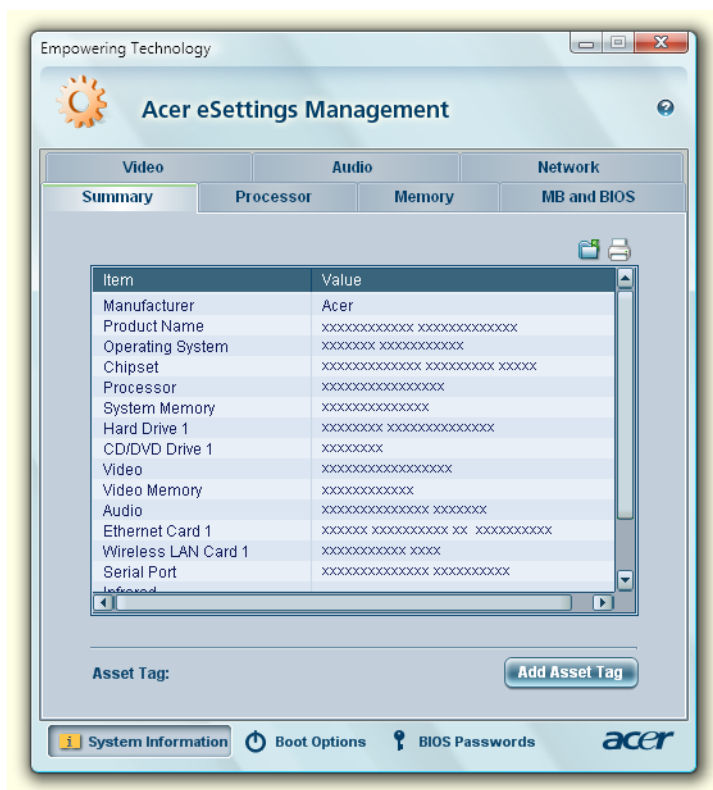 Empowering Technology
Acer eSettings Management
Video Audio Network
Summary Processor Memory MB and BIOS
Item Value
Manufacturer Acer
Product Name xxxxxxxxxxxx xxxxxxxxxxxxx
Operating System xxxxxxx xxxxxxxxxxx
Chipset xxxxxxxxxxxxx xxxxxxxxx xxxxx
Processor xxxxxxxxxxxxxxxx
System Memory xxxxxxxxxxxxxx
Hard Drive 1 xxxxxxxx xxxxxxxxxxxxxx
CD/DVD Drive 1 xxxxxxxx
Video xxxxxxxxxxxxxxxxx
Video Memory xxxxxxxxxxxx
Audio xxxxxxxxxxxxxx xxxxxxx
Ethernet Card 1 xxxxxx xxxxxxxxxx xx xxxxxxxxxx
Wireless LAN Card 1 xxxxxxxxxxx xxxx
Serial Port xxxxxxxxxxxxxx xxxxxxxxxx
Infrared
Asset Tag: Add Asset Tag
System Information Boot Options BIOS Passwords acer